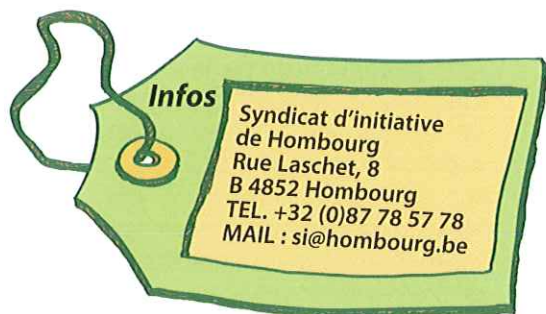 Infos
Syndicat d'initiative
de Hombourg
Rue Laschet, 8
B 4852 Hombourg
TEL. +32 (0)87 78 57 78
MAIL : si@hombourg.be